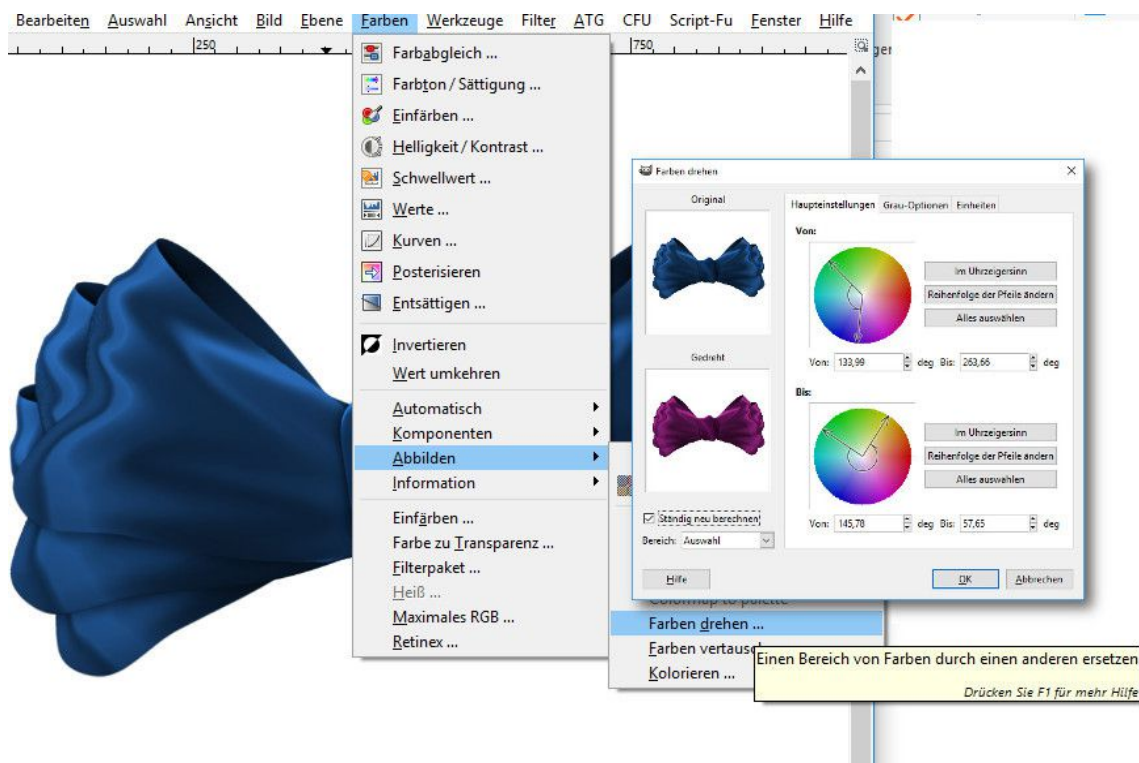 Bearbeiten Auswahl Ansicht Bild Ebene Farben Werkzeuge Filter ATG CFU Script-Fu Fenster Hilfe
250
750
Farbabgleich ...
Farbton / Sättigung ...
Einfärben ...
Helligkeit / Kontrast ...
Schwellwert ...
Werte ...
Kurven ...
Posterisieren
Entsättigen ...
Invertieren
Wert umkehren
Automatisch
Komponenten
Abbilden
Information
Einfärben ...
Farbe zu Transparenz ...
Filterpaket ...
Heiß ...
Maximales RGB ...
Retinex ...
Farben drehen
Original
Gedreht
Ständig neu berechnen
Bereich: Auswahl
Haupteinstellungen Grau-Optionen Einheiten
Von:
Im Uhrzeigersinn
Reihenfolge der Pfeile ändern
Alles auswählen
Von: 133,99 deg Bis: 263,66 deg
Bis:
Im Uhrzeigersinn
Reihenfolge der Pfeile ändern
Alles auswählen
Von: 145,78 deg Bis: 57,65 deg
Hilfe OK Abbrechen
Colormap to palette
Farben drehen ...
Farben vertausc
Kolorieren ...
Einen Bereich von Farben durch einen anderen ersetzen
Drücken Sie F1 für mehr Hilfe